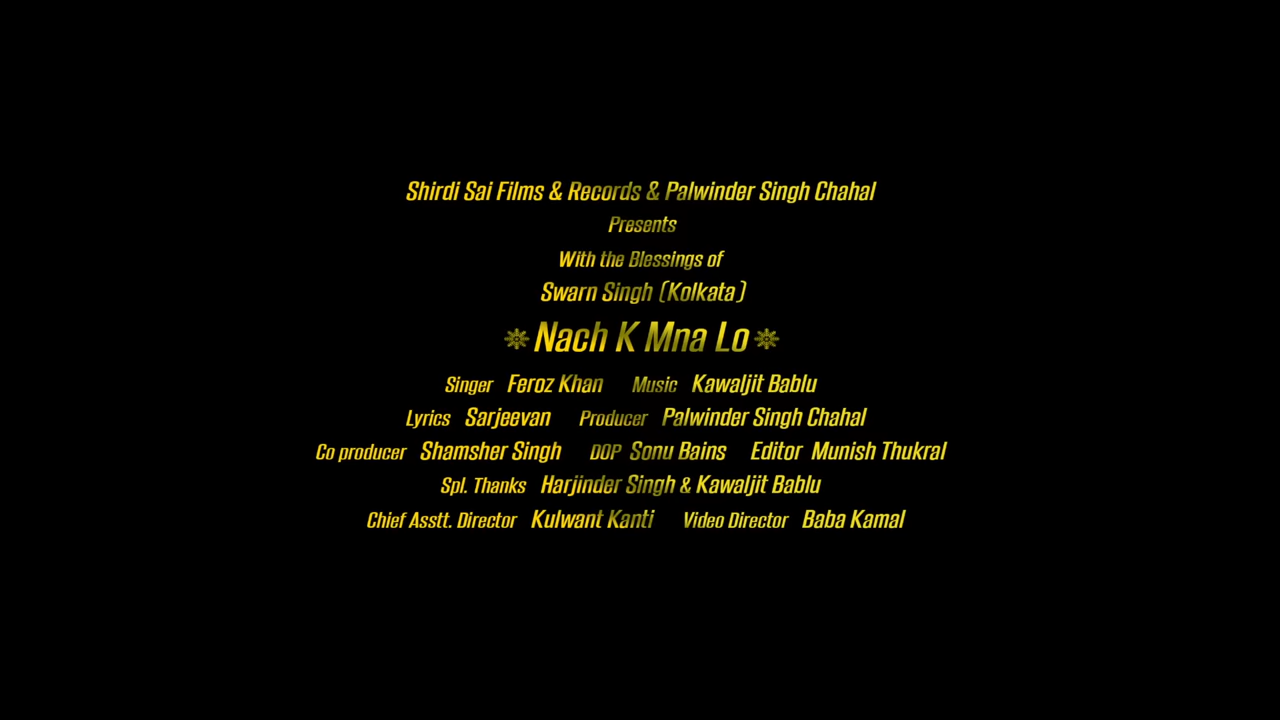 Shirdi Sai Films & Records & Palwinder Singh Chahal
Presents
With the Blessings of
Swarn Singh (Kolkata)
Nach K Mna Lo
Singer Feroz Khan Music Kawaljit Bablu
Lyrics Sarjeevan Producer Palwinder Singh Chahal
Co producer Shamsher Singh DOP Sonu Bains Editor Munish Thukral
Spl. Thanks Harjinder Singh & Kawaljit Bablu
Chief Asstt. Director Kulwant Kanti Video Director Baba Kamal